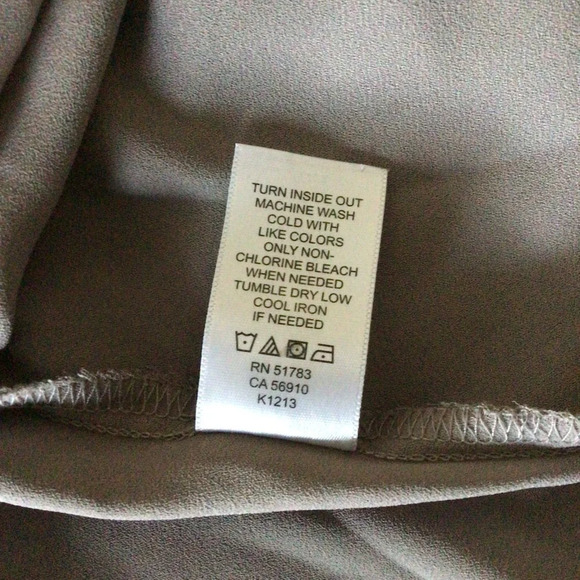 TURN INSIDE OUT
MACHINE WASH
COLD WITH
LIKE COLORS
ONLY NON-
CHLORINE BLEACH
WHEN NEEDED
TUMBLE DRY LOW
COOL IRON
IF NEEDED
RN 51783
CA 56910
K1213